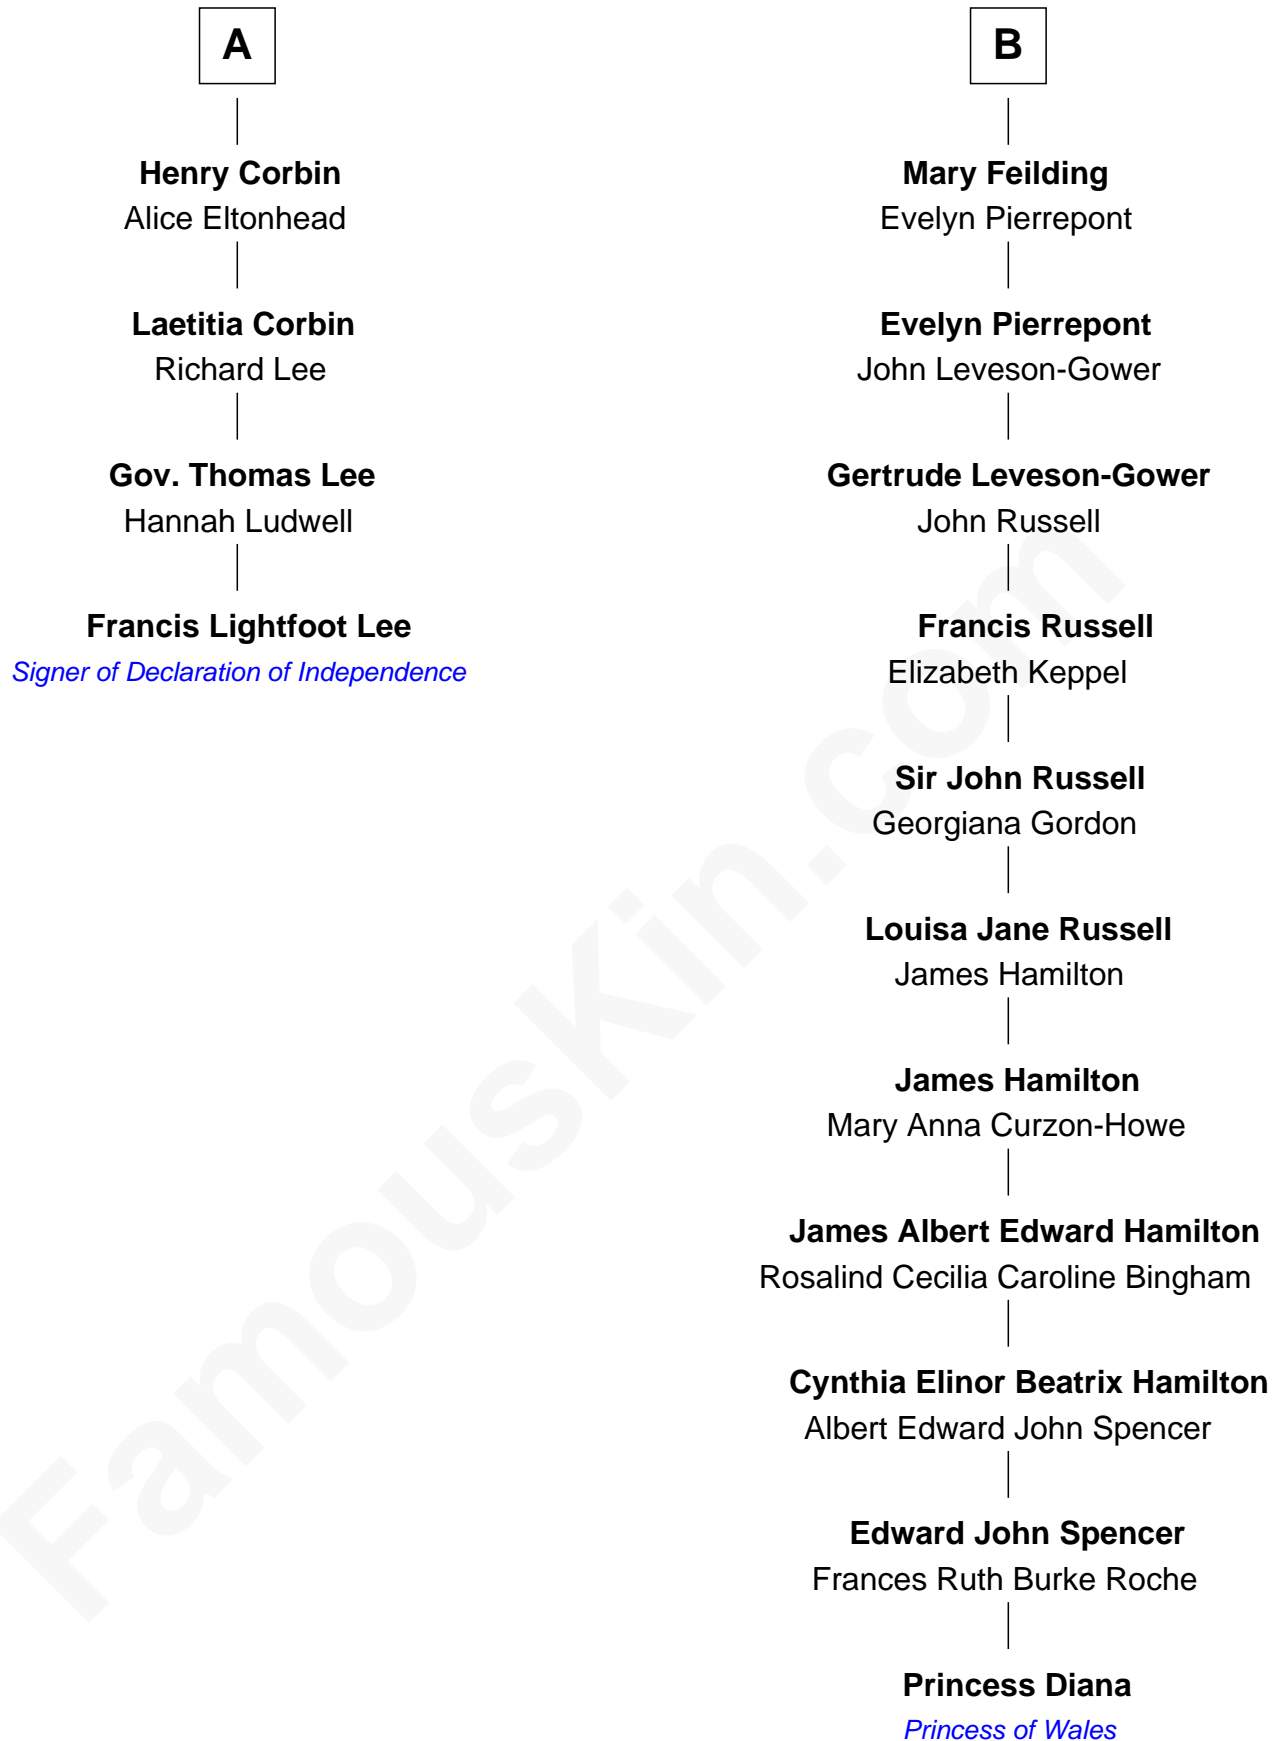 A
Henry Corbin
Alice Eltonhead
Laetitia Corbin
Richard Lee
Gov. Thomas Lee
Hannah Ludwell
Francis Lightfoot Lee
Signer of Declaration of Independence
B
Mary Feilding
Evelyn Pierrepont
Evelyn Pierrepont
John Leveson-Gower
Gertrude Leveson-Gower
John Russell
Francis Russell
Elizabeth Keppel
Sir John Russell
Georgiana Gordon
Louisa Jane Russell
James Hamilton
James Hamilton
Mary Anna Curzon-Howe
James Albert Edward Hamilton
Rosalind Cecilia Caroline Bingham
Cynthia Elinor Beatrix Hamilton
Albert Edward John Spencer
Edward John Spencer
Frances Ruth Burke Roche
Princess Diana
Princess of Wales
FamousKin.com